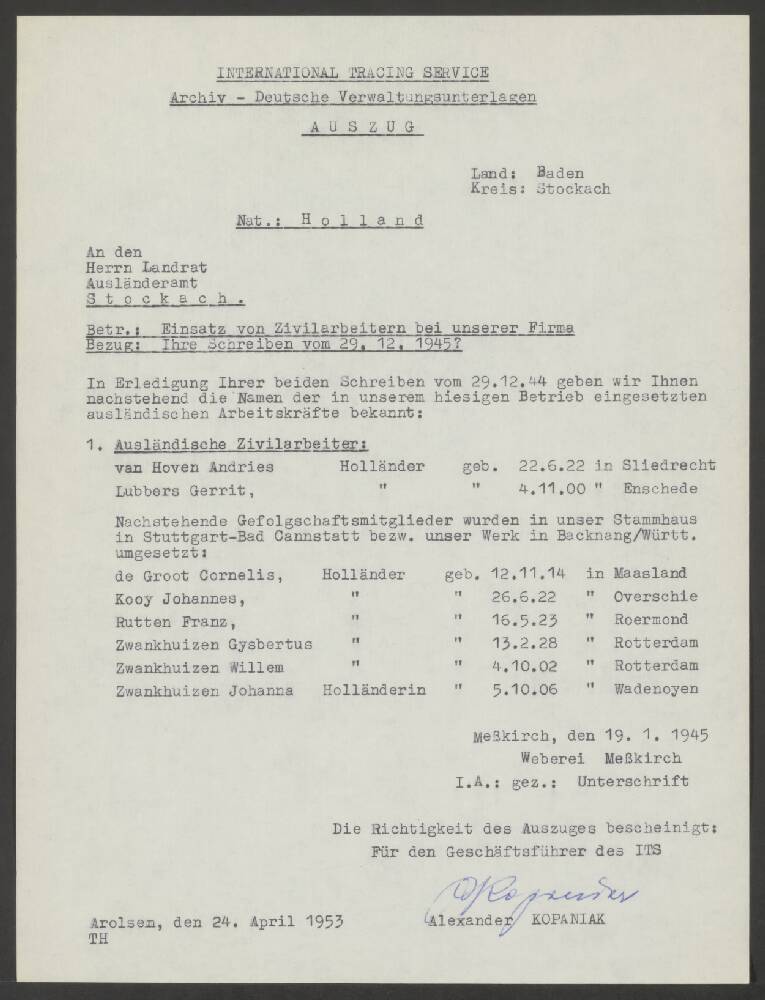 INTERNATIONAL TRACING SERVICE
Archiv - Deutsche Verwaltungsunterlagen
A U S Z U G
Land: Baden
Kreis: Stockach
Nat.: H o l l a n d
An den
Herrn Landrat
Ausländeramt
S t o c k a c h .
Betr.: Einsatz von Zivilarbeitern bei unserer Firma
Bezug: Ihre Schreiben vom 29. 12. 1945?
In Erledigung Ihrer beiden Schreiben vom 29.12.44 geben wir Ihnen
nachstehend die Namen der in unserem hiesigen Betrieb eingesetzten
ausländischen Arbeitskräfte bekannt:
1. Ausländische Zivilarbeiter:
van Hoven Andries Holländer geb. 22.6.22 in Sliedrecht
Lubbers Gerrit, " " 4.11.00 " Enschede
Nachstehende Gefolgschaftsmitglieder wurden in unser Stammhaus
in Stuttgart-Bad Cannstatt bezw. unser Werk in Backnang/Württ.
umgesetzt:
de Groot Cornelis, Holländer geb. 12.11.14 in Maasland
Kooy Johannes, " " 26.6.22 " Overschie
Rutten Franz, " " 16.5.23 " Roermond
Zwankhuizen Gysbertus " " 13.2.28 " Rotterdam
Zwankhuizen Willem " " 4.10.02 " Rotterdam
Zwankhuizen Johanna Holländerin " 5.10.06 " Wadenoyen
Meßkirch, den 19. 1. 1945
Weberei Meßkirch
I.A.: gez.: Unterschrift
Die Richtigkeit des Auszuges bescheinigt:
Für den Geschäftsführer des ITS
Arolsen, den 24. April 1953
Alexander KOPANIAK
TH